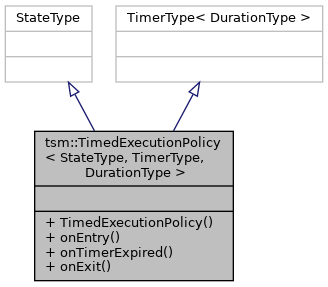 StateType
TimerType< DurationType >
tsm::TimedExecutionPolicy
< StateType, TimerType,
DurationType >
+ TimedExecutionPolicy()
+ onEntry()
+ onTimerExpired()
+ onExit()